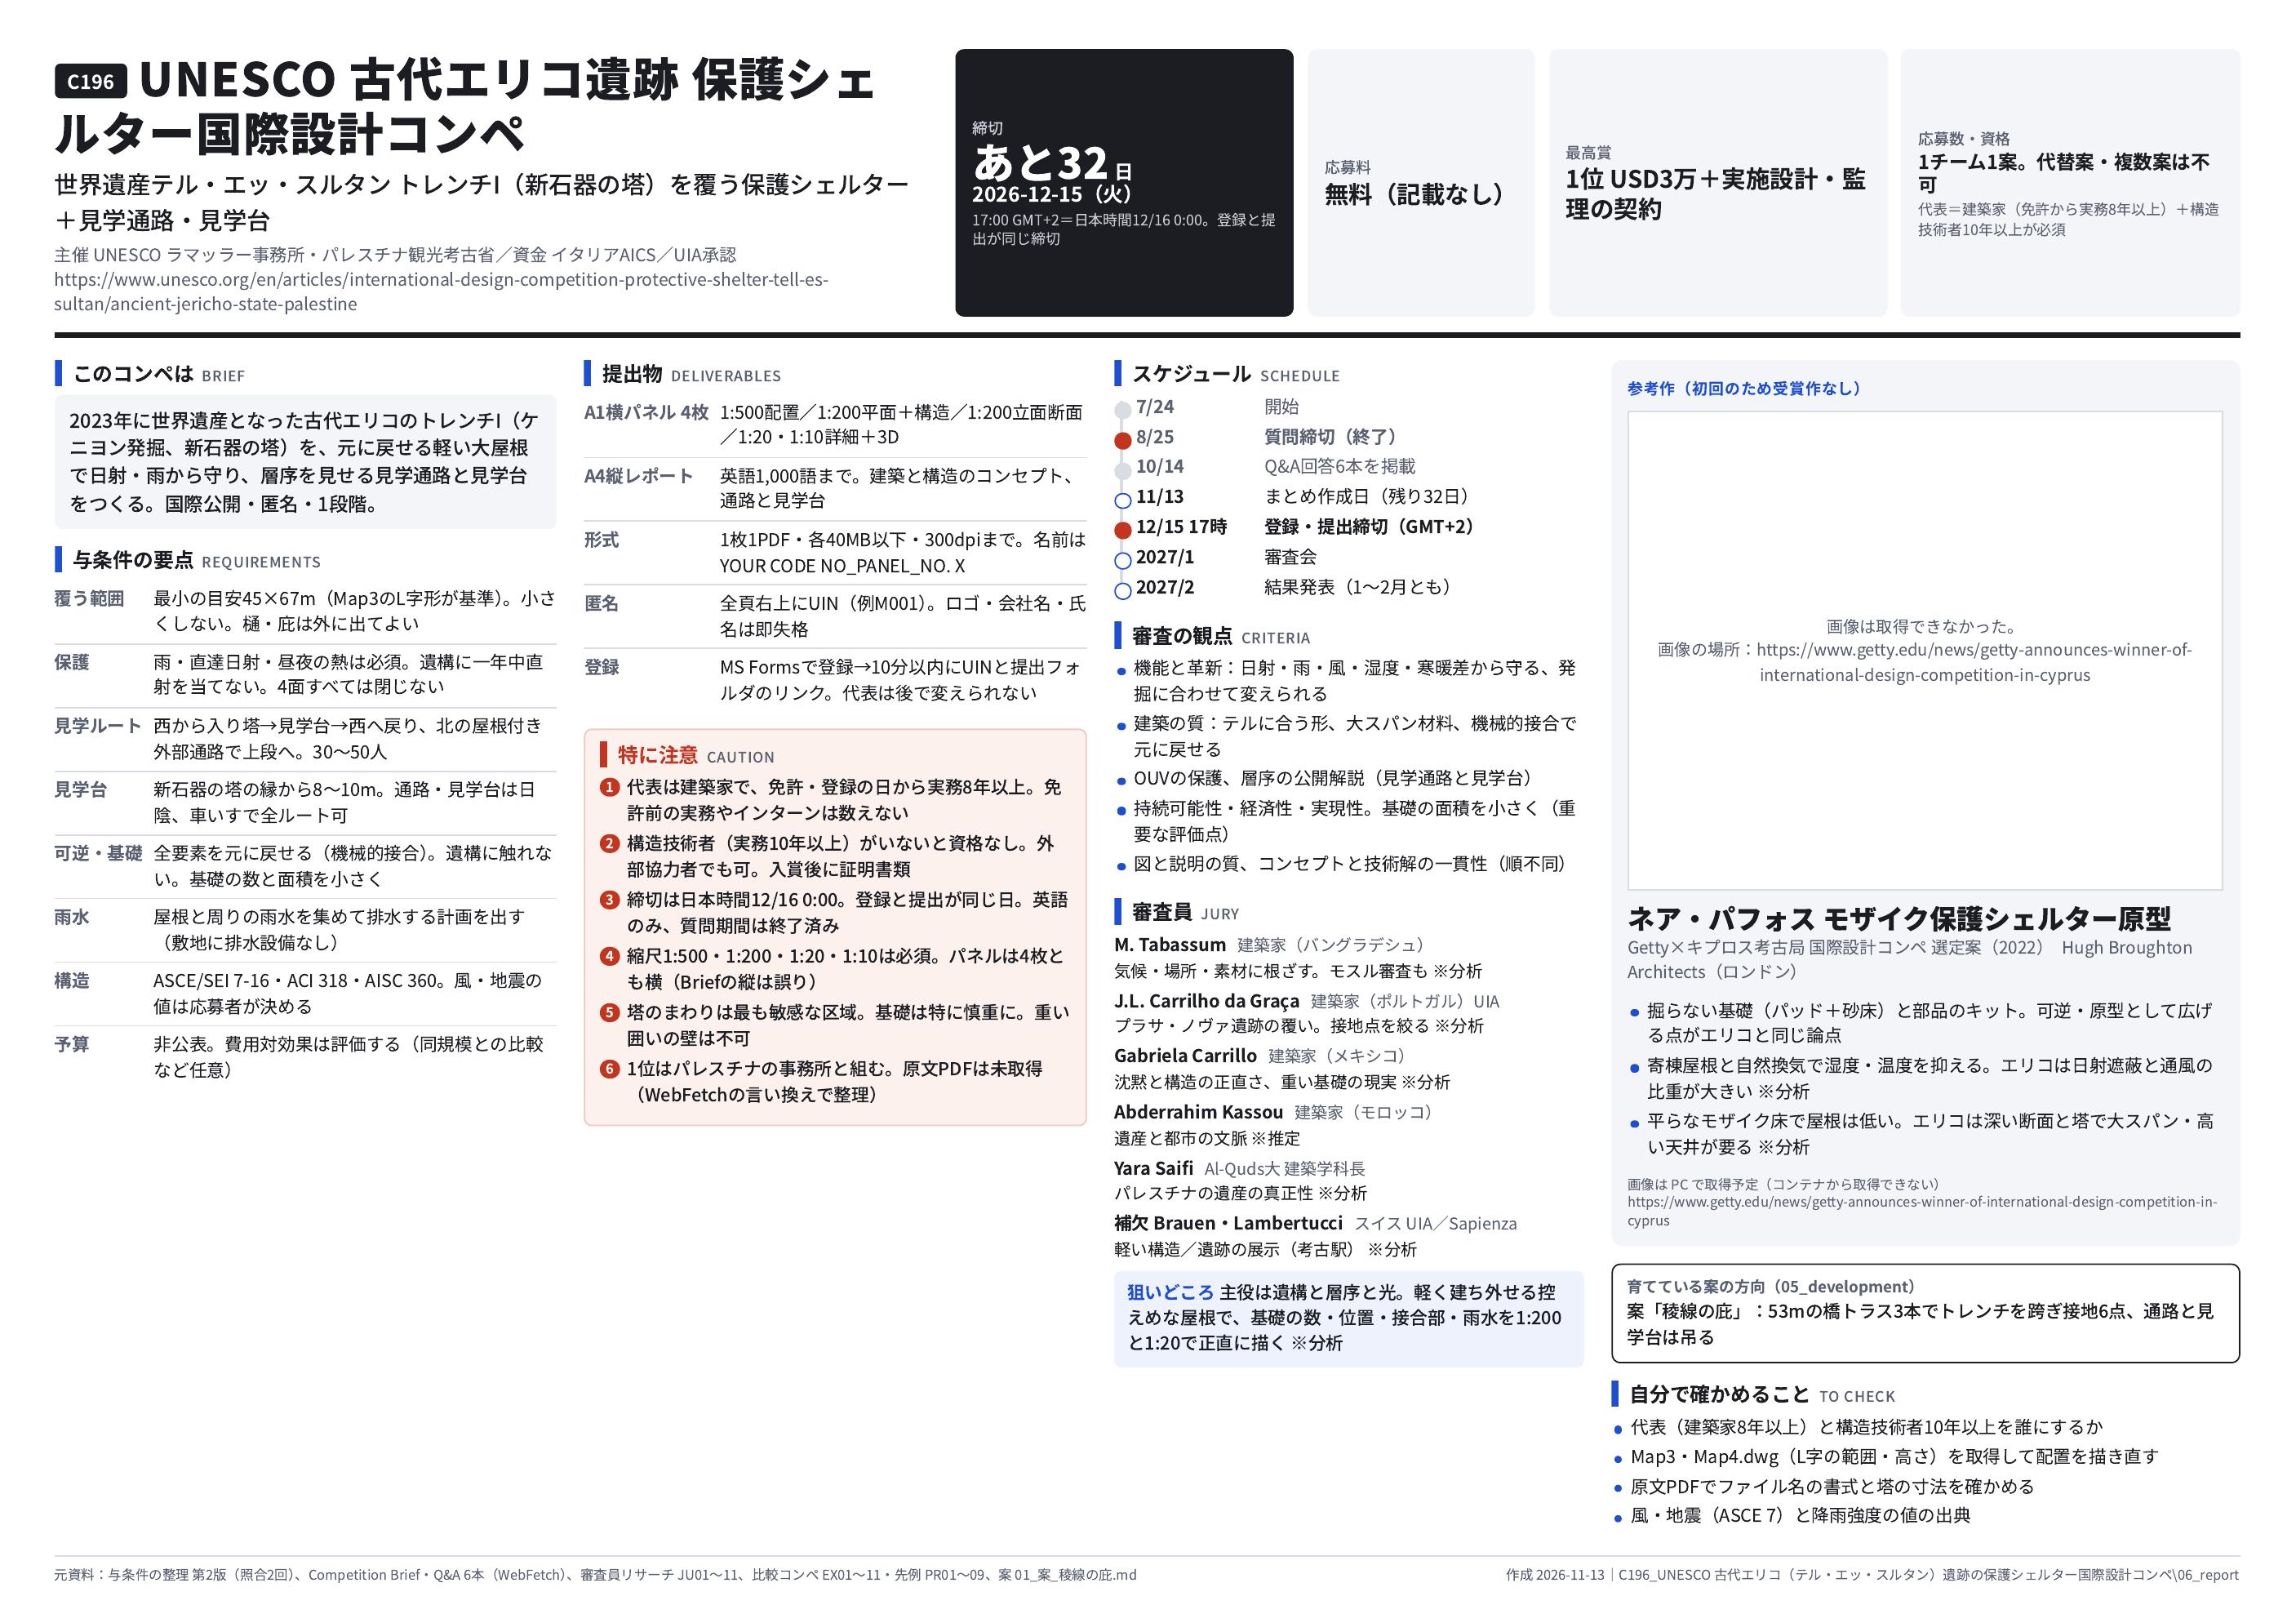 C196 UNESCO 古代エリコ遺跡 保護シェ
ルター国際設計コンペ
世界遺産テル・エッ・スルタン トレンチI（新石器の塔）を覆う保護シェルター
＋見学通路・見学台
主催 UNESCO ラマッラー事務所・パレスチナ観光考古省／資金 イタリアAICS／UIA承認
https://www.unesco.org/en/articles/international-design-competition-protective-shelter-tell-es-
sultan/ancient-jericho-state-palestine
締切
あと32日
2026-12-15（火）
17:00 GMT+2＝日本時間12/16 0:00。登録と提
出が同じ締切
応募料
無料（記載なし）
最高賞
1位 USD3万＋実施設計・監
理の契約
応募数・資格
1チーム1案。代替案・複数案は不
可
代表＝建築家（免許から実務8年以上）＋構造
技術者10年以上が必須
このコンペは BRIEF
2023年に世界遺産となった古代エリコのトレンチI（ケ
ニヨン発掘、新石器の塔）を、元に戻せる軽い大屋根
で日射・雨から守り、層序を見せる見学通路と見学台
をつくる。国際公開・匿名・1段階。
与条件の要点 REQUIREMENTS
覆う範囲 最小の目安45×67m（Map3のL字形が基準）。小さ
くしない。樋・庇は外に出てよい
保護 雨・直達日射・昼夜の熱は必須。遺構に一年中直
射を当てない。4面すべては閉じない
見学ルート 西から入り塔→見学台→西へ戻り、北の屋根付き
外部通路で上段へ。30〜50人
見学台 新石器の塔の縁から8〜10m。通路・見学台は日
陰、車いすで全ルート可
可逆・基礎 全要素を元に戻せる（機械的接合）。遺構に触れな
い。基礎の数と面積を小さく
雨水 屋根と周りの雨水を集めて排水する計画を出す
（敷地に排水設備なし）
構造 ASCE/SEI 7-16・ACI 318・AISC 360。風・地震の
値は応募者が決める
予算 非公表。費用対効果は評価する（同規模との比較
など任意）
提出物 DELIVERABLES
A1横パネル 4枚 1:500配置／1:200平面＋構造／1:200立面断面
／1:20・1:10詳細＋3D
A4縦レポート 英語1,000語まで。建築と構造のコンセプト、
通路と見学台
形式 1枚1PDF・各40MB以下・300dpiまで。名前は
YOUR CODE NO_PANEL_NO. X
匿名 全頁右上にUIN（例M001）。ロゴ・会社名・氏
名は即失格
登録 MS Formsで登録→10分以内にUINと提出フォ
ルダのリンク。代表は後で変えられない
特に注意 CAUTION
1 代表は建築家で、免許・登録の日から実務8年以上。免
許前の実務やインターンは数えない
2 構造技術者（実務10年以上）がいないと資格なし。外
部協力者でも可。入賞後に証明書類
3 締切は日本時間12/16 0:00。登録と提出が同じ日。英語
のみ、質問期間は終了済み
4 縮尺1:500・1:200・1:20・1:10は必須。パネルは4枚と
も横（Briefの縦は誤り）
5 塔のまわりは最も敏感な区域。基礎は特に慎重に。重い
囲いの壁は不可
6 1位はパレスチナの事務所と組む。原文PDFは未取得
（WebFetchの言い換えで整理）
スケジュール SCHEDULE
7/24 開始
8/25 質問締切（終了）
10/14 Q&A回答6本を掲載
11/13 まとめ作成日（残り32日）
12/15 17時 登録・提出締切（GMT+2）
2027/1 審査会
2027/2 結果発表（1〜2月とも）
審査の観点 CRITERIA
機能と革新：日射・雨・風・湿度・寒暖差から守る、発
掘に合わせて変えられる
建築の質：テルに合う形、大スパン材料、機械的接合で
元に戻せる
OUVの保護、層序の公開解説（見学通路と見学台）
持続可能性・経済性・実現性。基礎の面積を小さく（重
要な評価点）
図と説明の質、コンセプトと技術解の一貫性（順不同）
審査員 JURY
M. Tabassum 建築家（バングラデシュ）
気候・場所・素材に根ざす。モスル審査も ※分析
J.L. Carrilho da Graça 建築家（ポルトガル）UIA
プラサ・ノヴァ遺跡の覆い。接地点を絞る ※分析
Gabriela Carrillo 建築家（メキシコ）
沈黙と構造の正直さ、重い基礎の現実 ※分析
Abderrahim Kassou 建築家（モロッコ）
遺産と都市の文脈 ※推定
Yara Saifi Al-Quds大 建築学科長
パレスチナの遺産の真正性 ※分析
補欠 Brauen・Lambertucci スイス UIA／Sapienza
軽い構造／遺跡の展示（考古駅） ※分析
狙いどころ 主役は遺構と層序と光。軽く建ち外せる控
えめな屋根で、基礎の数・位置・接合部・雨水を1:200
と1:20で正直に描く ※分析
参考作（初回のため受賞作なし）
画像は取得できなかった。
画像の場所：https://www.getty.edu/news/getty-announces-winner-of-
international-design-competition-in-cyprus
ネア・パフォス モザイク保護シェルター原型
Getty×キプロス考古局 国際設計コンペ 選定案（2022） Hugh Broughton
Architects（ロンドン）
掘らない基礎（パッド＋砂床）と部品のキット。可逆・原型として広げ
る点がエリコと同じ論点
寄棟屋根と自然換気で湿度・温度を抑える。エリコは日射遮蔽と通風の
比重が大きい ※分析
平らなモザイク床で屋根は低い。エリコは深い断面と塔で大スパン・高
い天井が要る ※分析
画像は PC で取得予定（コンテナから取得できない）
https://www.getty.edu/news/getty-announces-winner-of-international-design-competition-in-
cyprus
育てている案の方向（05_development）
案「稜線の庇」：53mの橋トラス3本でトレンチを跨ぎ接地6点、通路と見
学台は吊る
自分で確かめること TO CHECK
代表（建築家8年以上）と構造技術者10年以上を誰にするか
Map3・Map4.dwg（L字の範囲・高さ）を取得して配置を描き直す
原文PDFでファイル名の書式と塔の寸法を確かめる
風・地震（ASCE 7）と降雨強度の値の出典
元資料：与条件の整理 第2版（照合2回）、Competition Brief・Q&A 6本（WebFetch）、審査員リサーチ JU01〜11、比較コンペ EX01〜11・先例 PR01〜09、案 01_案_稜線の庇.md
作成 2026-11-13｜C196_UNESCO 古代エリコ（テル・エッ・スルタン）遺跡の保護シェルター国際設計コンペ\06_report